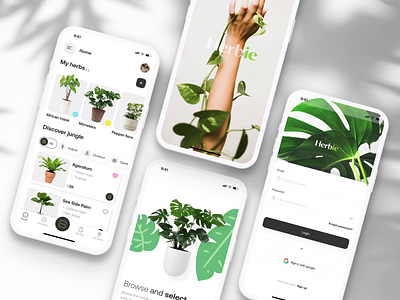 9:41
Home
My herbs
African mask
Monstera
Pepper face
Discover jungle
All
Indoor
Outdoor
Ageratum
Sea Side Palm
Herbie
9:41
Browse and select
9:41
Herbie
Email
Password
Forgot password?
Login
or
Sign in with google
Sign up